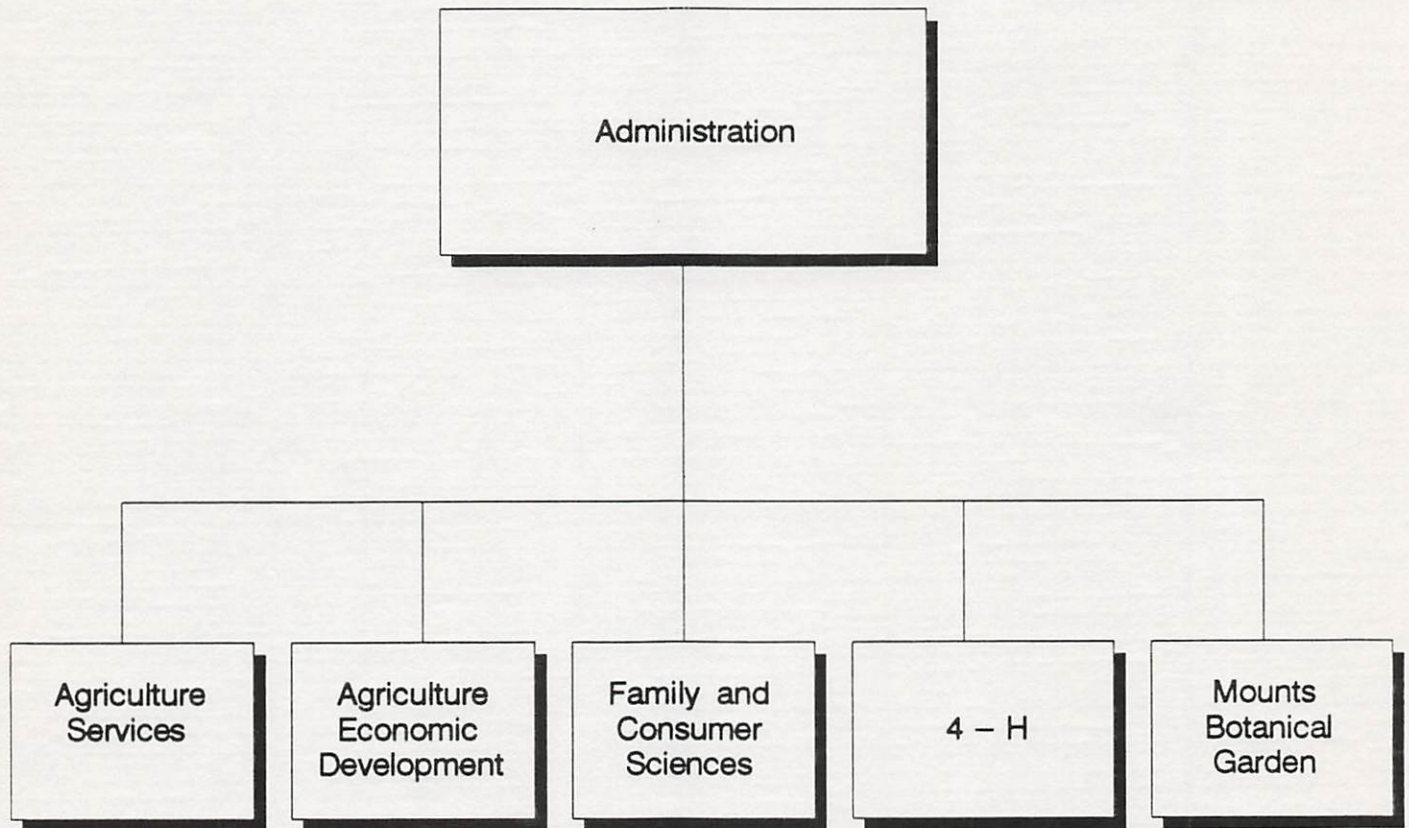 Administration
Agriculture
Services
Agriculture
Economic
Development
Family and
Consumer
Sciences
4 – H
Mounts
Botanical
Garden